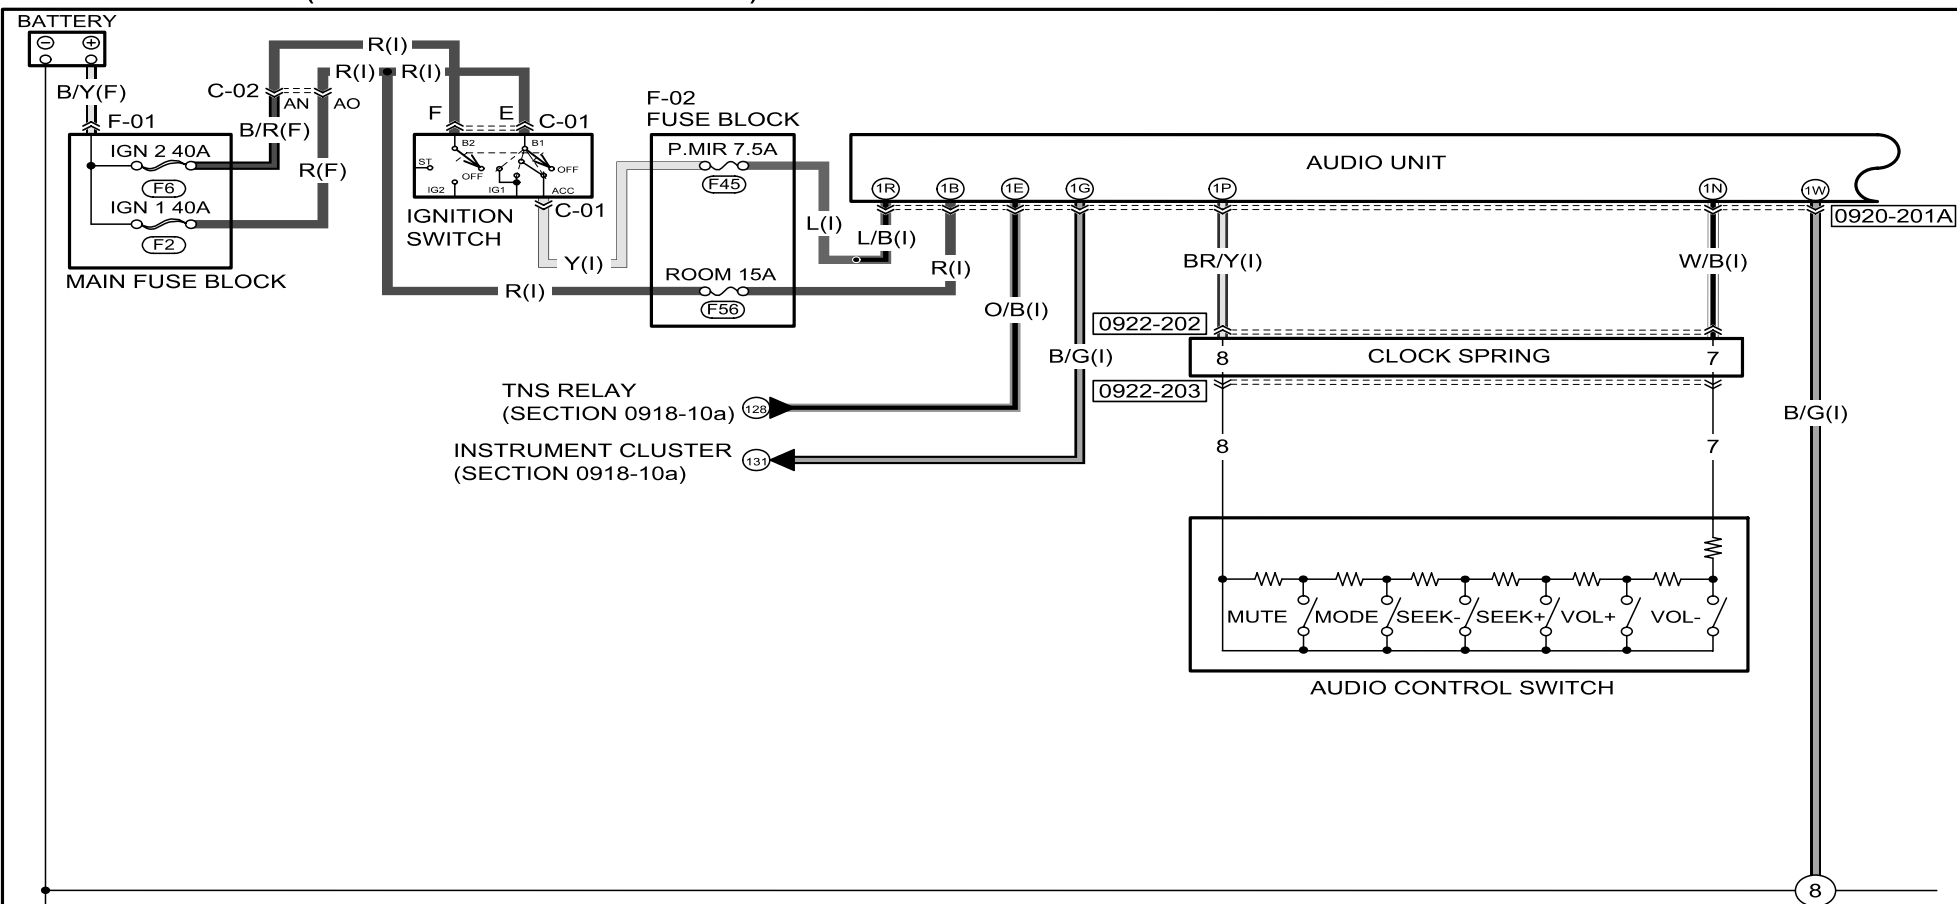 BATTERY
B/Y(F)
F-01
IGN 2 40A
F6
IGN 1 40A
F2
MAIN FUSE BLOCK
C-02
AN
AO
B/R(F)
R(F)
R(I)
R(I)
R(I)
F
E
C-01
B2
B1
ST
OFF
OFF
IG2
IG1
ACC
C-01
IGNITION
SWITCH
Y(I)
R(I)
F-02
FUSE BLOCK
P.MIR 7.5A
F45
ROOM 15A
F56
L(I)
L/B(I)
R(I)
O/B(I)
B/G(I)
AUDIO UNIT
1R
1B
1E
1G
1P
1N
1W
0920-201A
BR/Y(I)
W/B(I)
0922-202
8
CLOCK SPRING
7
0922-203
B/G(I)
TNS RELAY
(SECTION 0918-10a)
128
INSTRUMENT CLUSTER
(SECTION 0918-10a)
131
8
7
MUTE
MODE
SEEK-
SEEK+
VOL+
VOL-
AUDIO CONTROL SWITCH
8